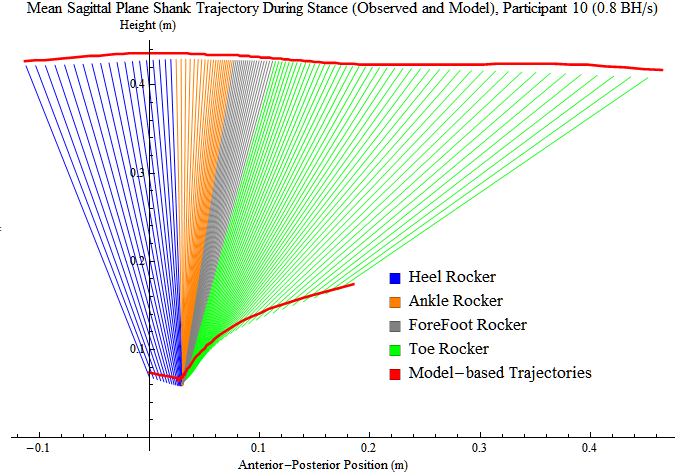 Mean Sagittal Plane Shank Trajectory During Stance (Observed and Model), Participant 10 (0.8 BH/s)
Height (m)
0.4
0.3
0.2
0.1
Heel Rocker
Ankle Rocker
ForeFoot Rocker
Toe Rocker
Model−based Trajectories
−0.1 0.1 0.2 0.3 0.4
Anterior−Posterior Position (m)